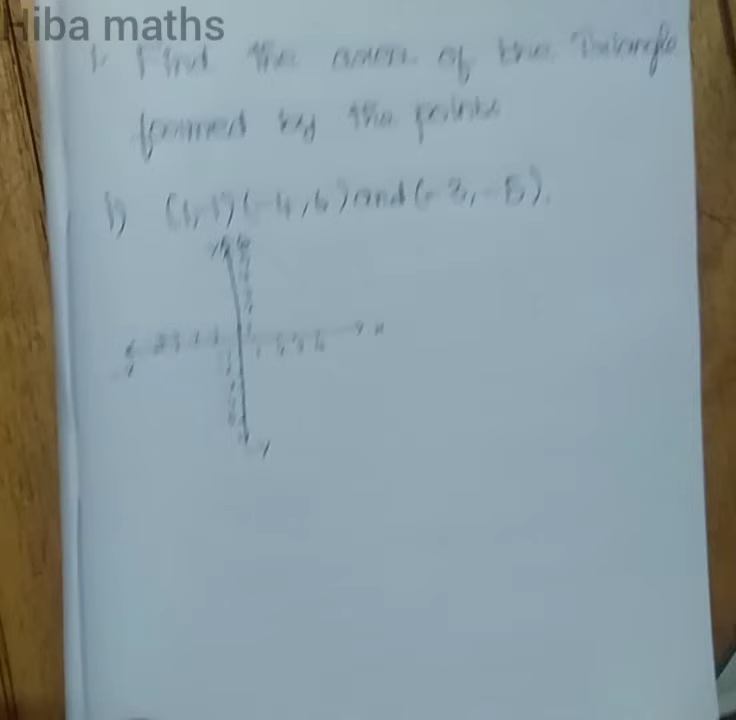 Hiba maths
1. Find the area of the Triangle
formed by the points
i) (1,-1) (-4,6) and (-3,-5).